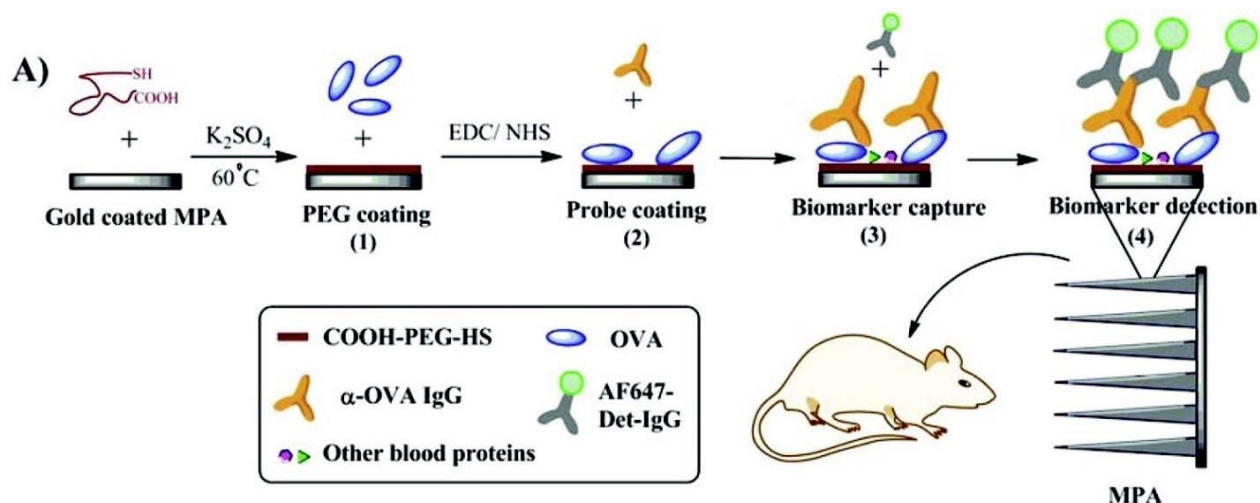 A)
SH
COOH
+
Gold coated MPA
K₂SO₄
60°C
+
PEG coating
(1)
EDC/ NHS
+
Probe coating
(2)
+
Biomarker capture
(3)
Biomarker detection
(4)
COOH-PEG-HS
OVA
α-OVA IgG
AF647-
Det-IgG
Other blood proteins
MPA